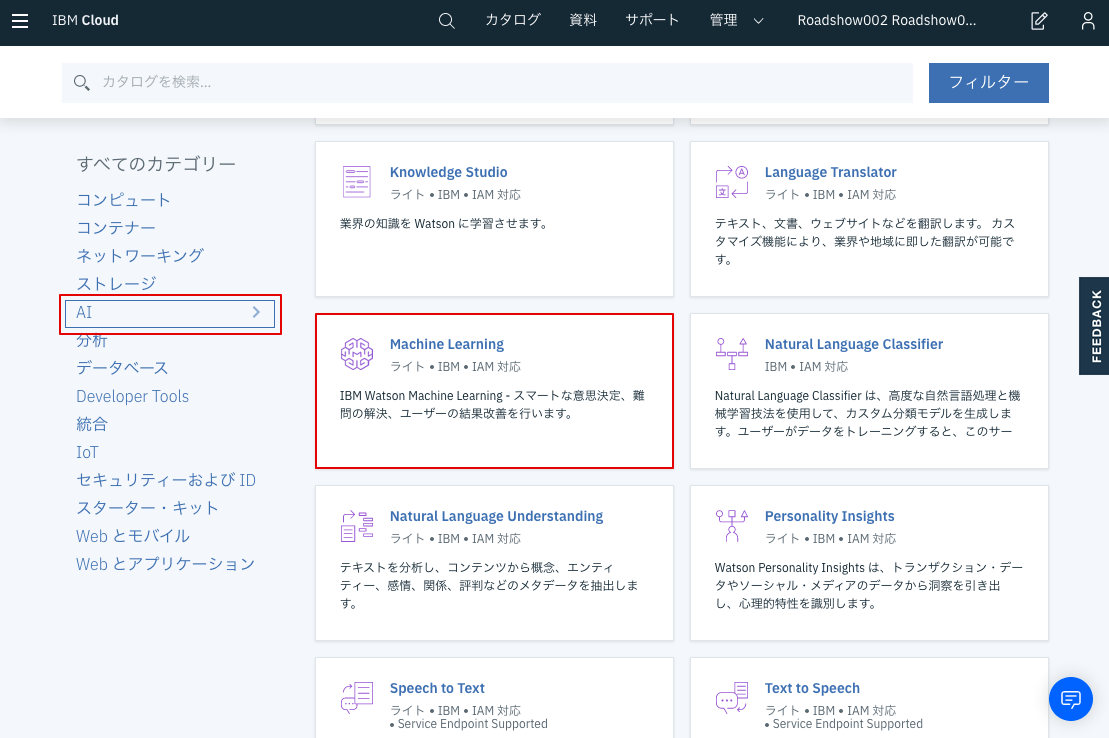 IBM Cloud
カタログ
資料
サポート
管理
Roadshow002 Roadshow0...
カタログを検索...
フィルター
すべてのカテゴリー
コンピュート
コンテナー
ネットワーキング
ストレージ
AI
分析
データベース
Developer Tools
統合
IoT
セキュリティーおよび ID
スターター・キット
Web とモバイル
Web とアプリケーション
Knowledge Studio
ライト • IBM • IAM 対応
業界の知識を Watson に学習させます。
Language Translator
ライト • IBM • IAM 対応
テキスト、文書、ウェブサイトなどを翻訳します。 カス
タマイズ機能により、業界や地域に即した翻訳が可能で
す。
Machine Learning
ライト • IBM • IAM 対応
IBM Watson Machine Learning - スマートな意思決定、難
問の解決、ユーザーの結果改善を行います。
Natural Language Classifier
IBM • IAM 対応
Natural Language Classifier は、高度な自然言語処理と機
械学習技法を使用して、カスタム分類モデルを生成しま
す。ユーザーがデータをトレーニングすると、このサー
Natural Language Understanding
ライト • IBM • IAM 対応
テキストを分析し、コンテンツから概念、エンティ
ティー、感情、関係、評判などのメタデータを抽出しま
す。
Personality Insights
ライト • IBM • IAM 対応
Watson Personality Insights は、トランザクション・デー
タやソーシャル・メディアのデータから洞察を引き出
し、心理的特性を識別します。
Speech to Text
ライト • IBM • IAM 対応
• Service Endpoint Supported
Text to Speech
ライト • IBM • IAM 対応
• Service Endpoint Supported
FEEDBACK